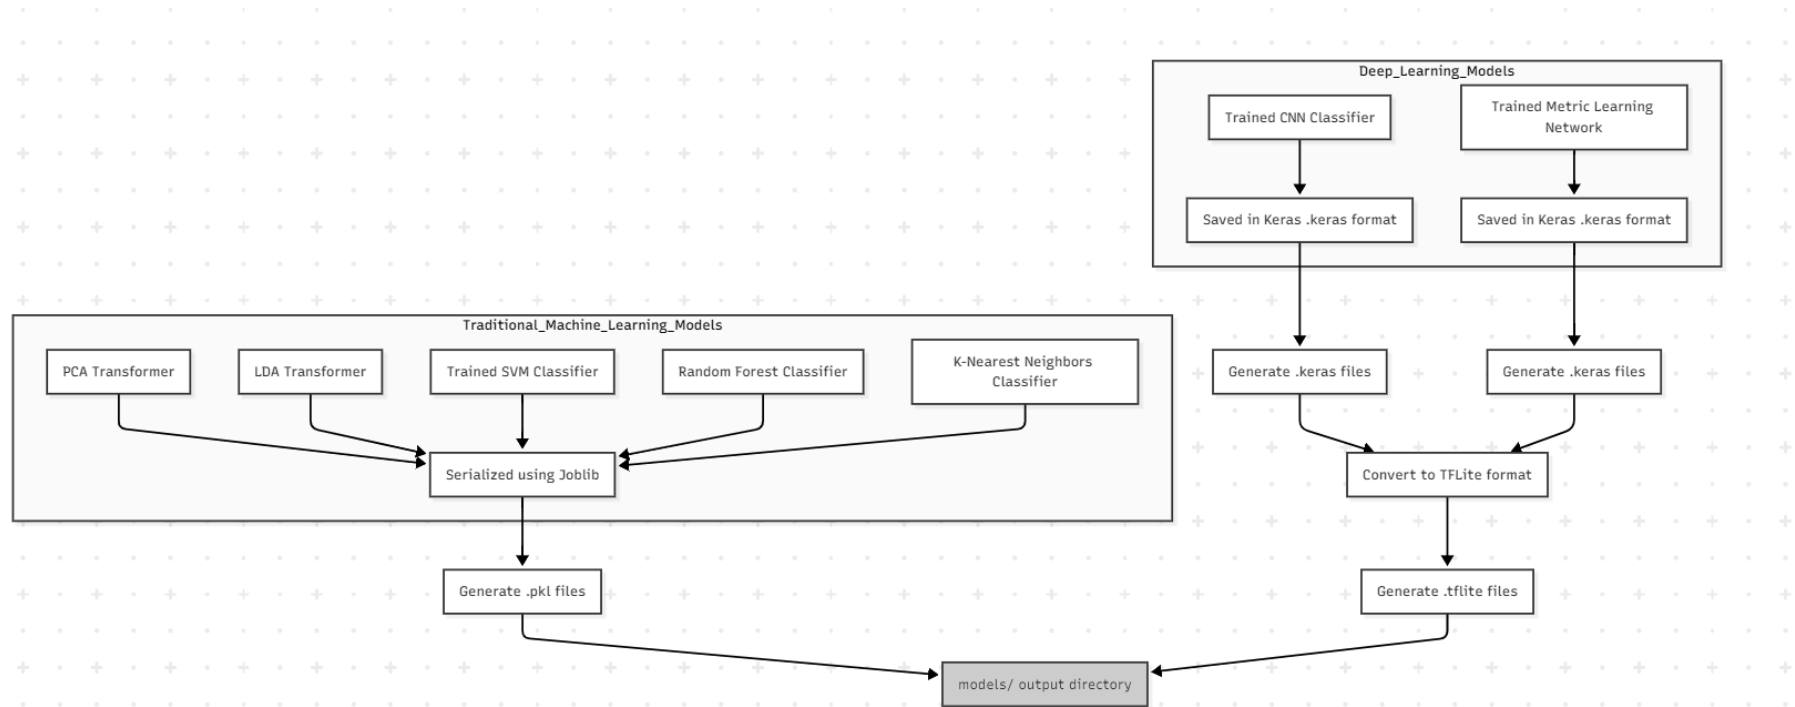 Deep_Learning_Models
Trained CNN Classifier
Trained Metric Learning
Network
Saved in Keras .keras format
Saved in Keras .keras format
Traditional_Machine_Learning_Models
PCA Transformer
LDA Transformer
Trained SVM Classifier
Random Forest Classifier
K-Nearest Neighbors
Classifier
Generate .keras files
Generate .keras files
Serialized using Joblib
Convert to TFLite format
Generate .pkl files
Generate .tflite files
models/ output directory